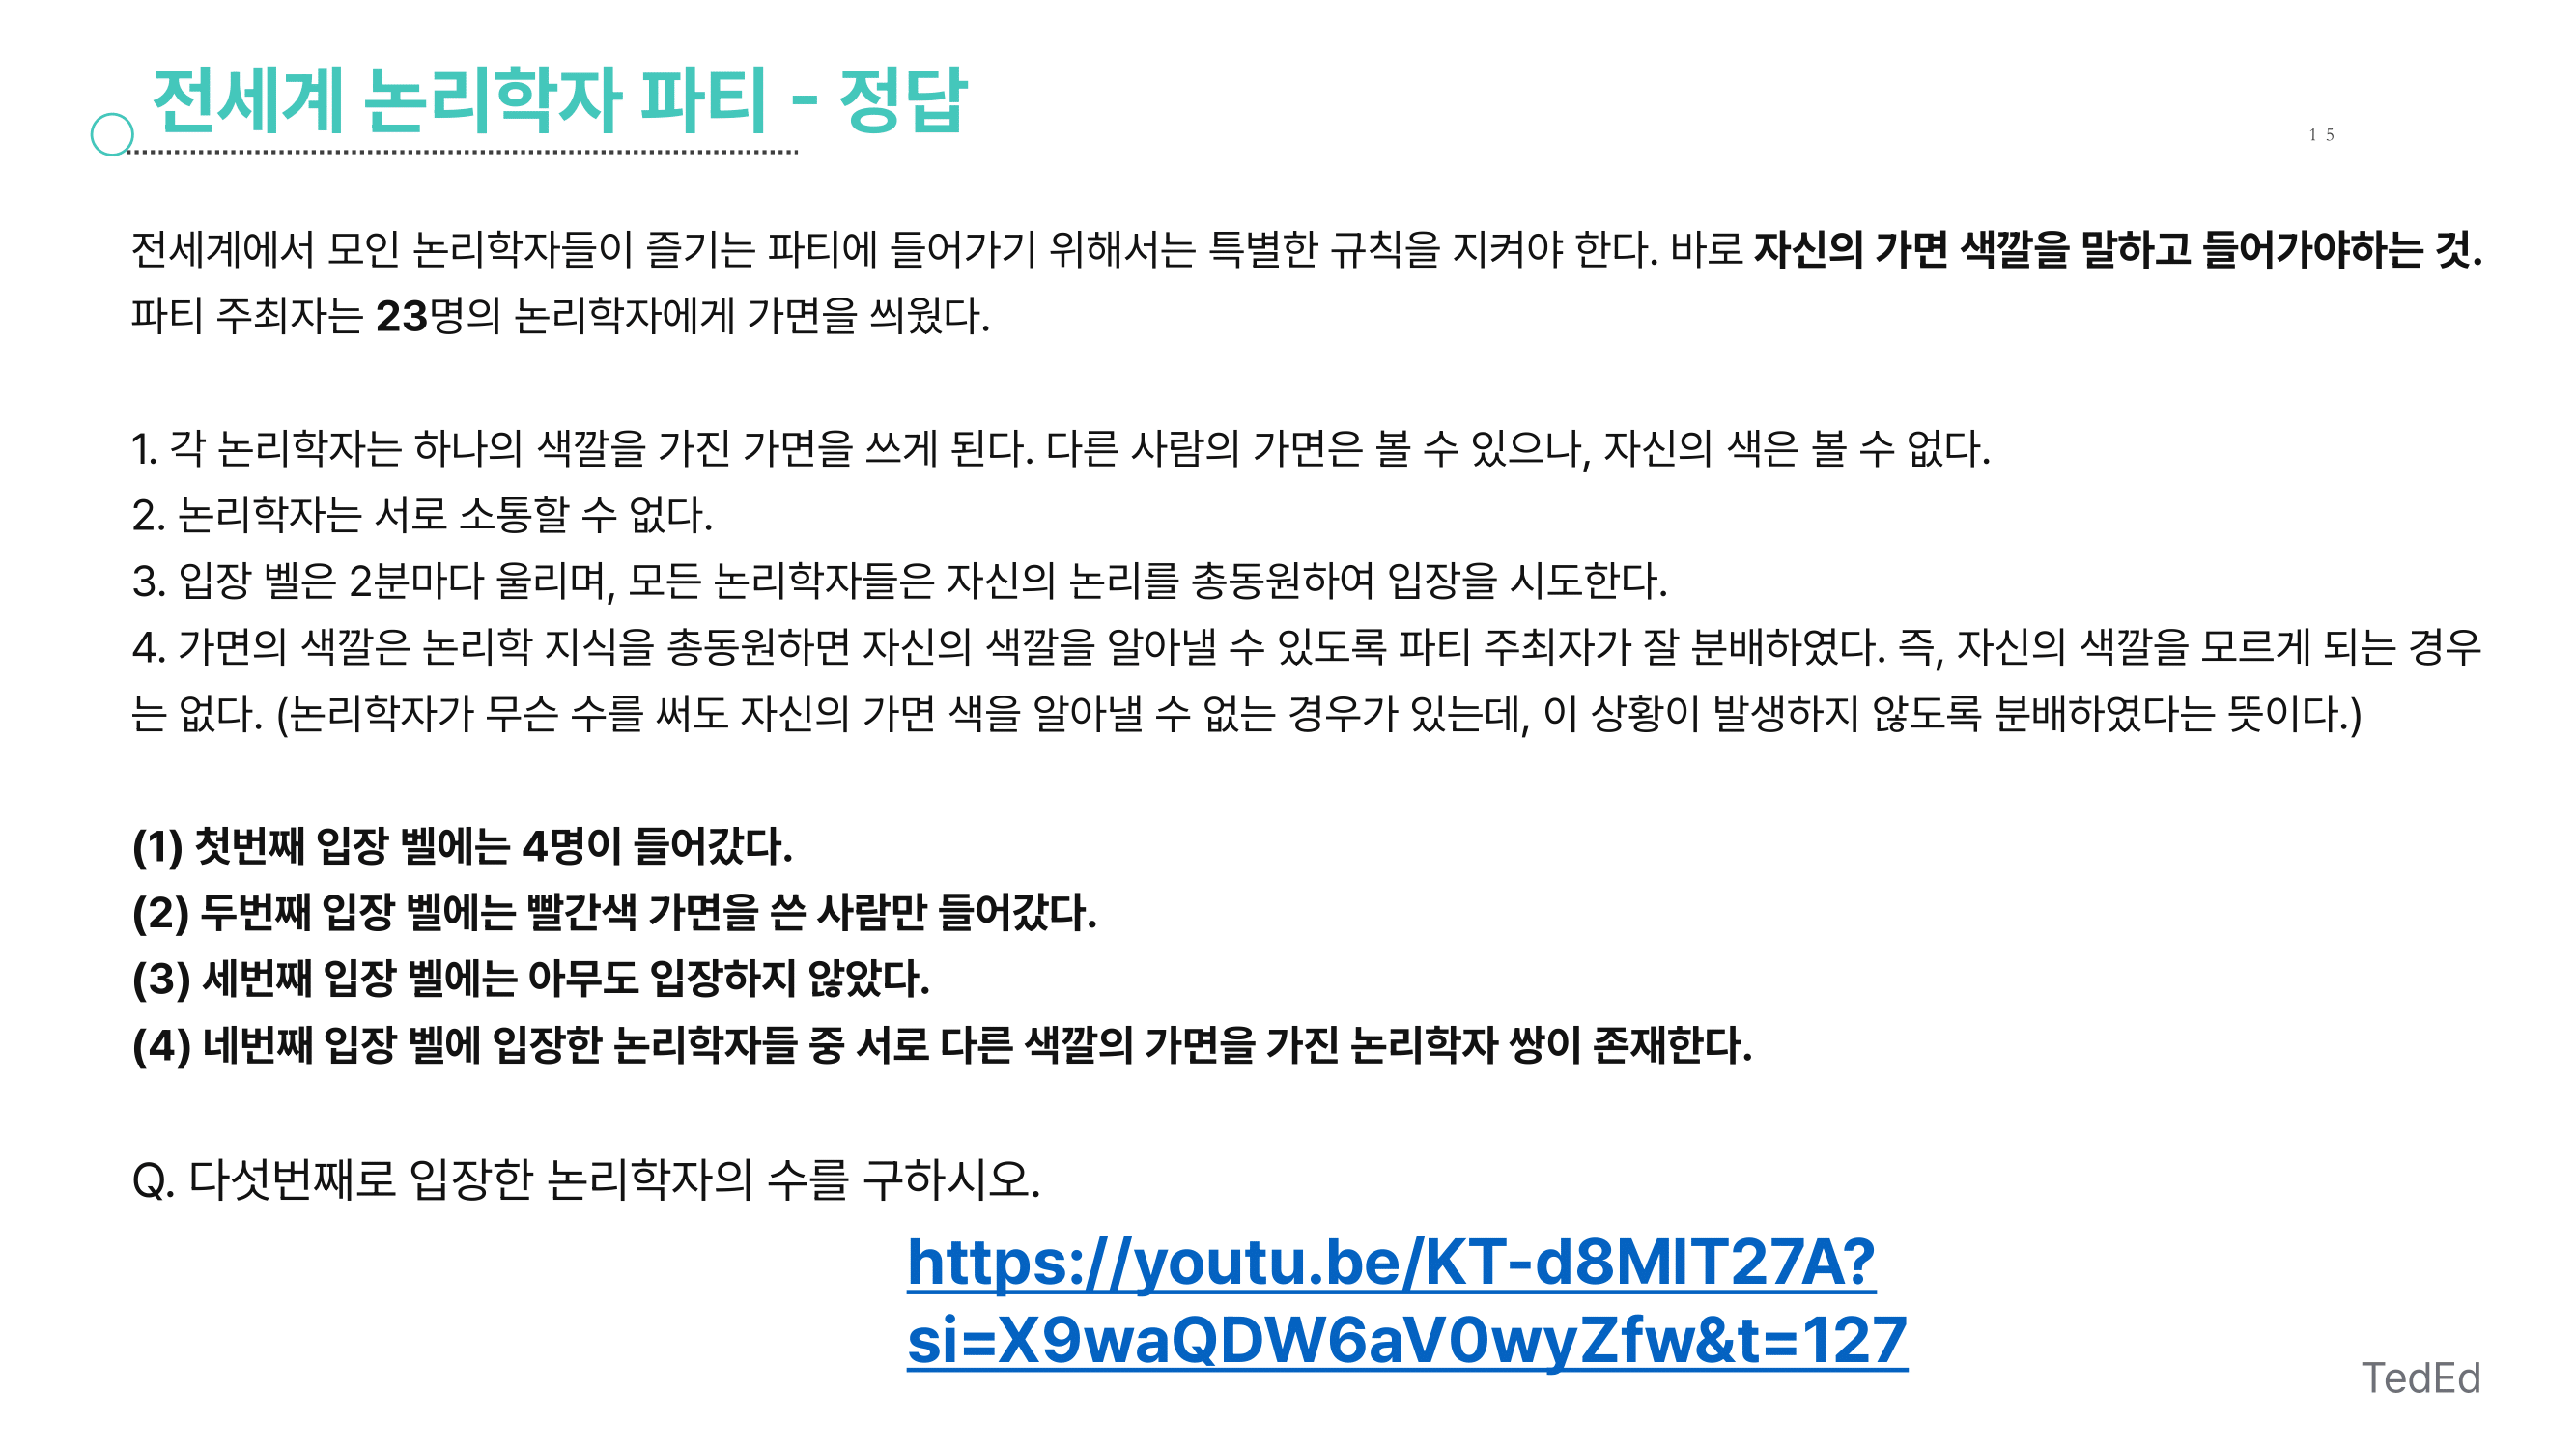 전세계 논리학자 파티 - 정답
15
전세계에서 모인 논리학자들이 즐기는 파티에 들어가기 위해서는 특별한 규칙을 지켜야 한다. 바로 자신의 가면 색깔을 말하고 들어가야하는 것.
파티 주최자는 23명의 논리학자에게 가면을 씌웠다.
1. 각 논리학자는 하나의 색깔을 가진 가면을 쓰게 된다. 다른 사람의 가면은 볼 수 있으나, 자신의 색은 볼 수 없다.
2. 논리학자는 서로 소통할 수 없다.
3. 입장 벨은 2분마다 울리며, 모든 논리학자들은 자신의 논리를 총동원하여 입장을 시도한다.
4. 가면의 색깔은 논리학 지식을 총동원하면 자신의 색깔을 알아낼 수 있도록 파티 주최자가 잘 분배하였다. 즉, 자신의 색깔을 모르게 되는 경우
는 없다. (논리학자가 무슨 수를 써도 자신의 가면 색을 알아낼 수 없는 경우가 있는데, 이 상황이 발생하지 않도록 분배하였다는 뜻이다.)
(1) 첫번째 입장 벨에는 4명이 들어갔다.
(2) 두번째 입장 벨에는 빨간색 가면을 쓴 사람만 들어갔다.
(3) 세번째 입장 벨에는 아무도 입장하지 않았다.
(4) 네번째 입장 벨에 입장한 논리학자들 중 서로 다른 색깔의 가면을 가진 논리학자 쌍이 존재한다.
Q. 다섯번째로 입장한 논리학자의 수를 구하시오.
https://youtu.be/KT-d8MIT27A?
si=X9waQDW6aV0wyZfw&t=127
TedEd